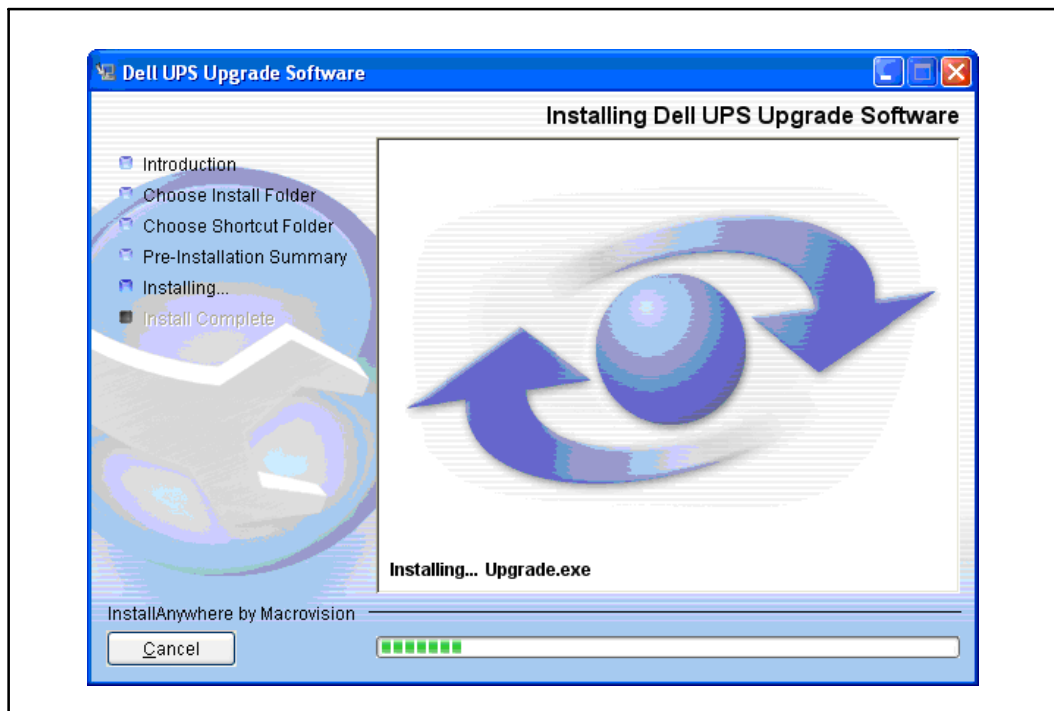 Dell UPS Upgrade Software
Installing Dell UPS Upgrade Software
Introduction
Choose Install Folder
Choose Shortcut Folder
Pre-Installation Summary
Installing...
Install Complete
Installing... Upgrade.exe
InstallAnywhere by Macrovision
Cancel